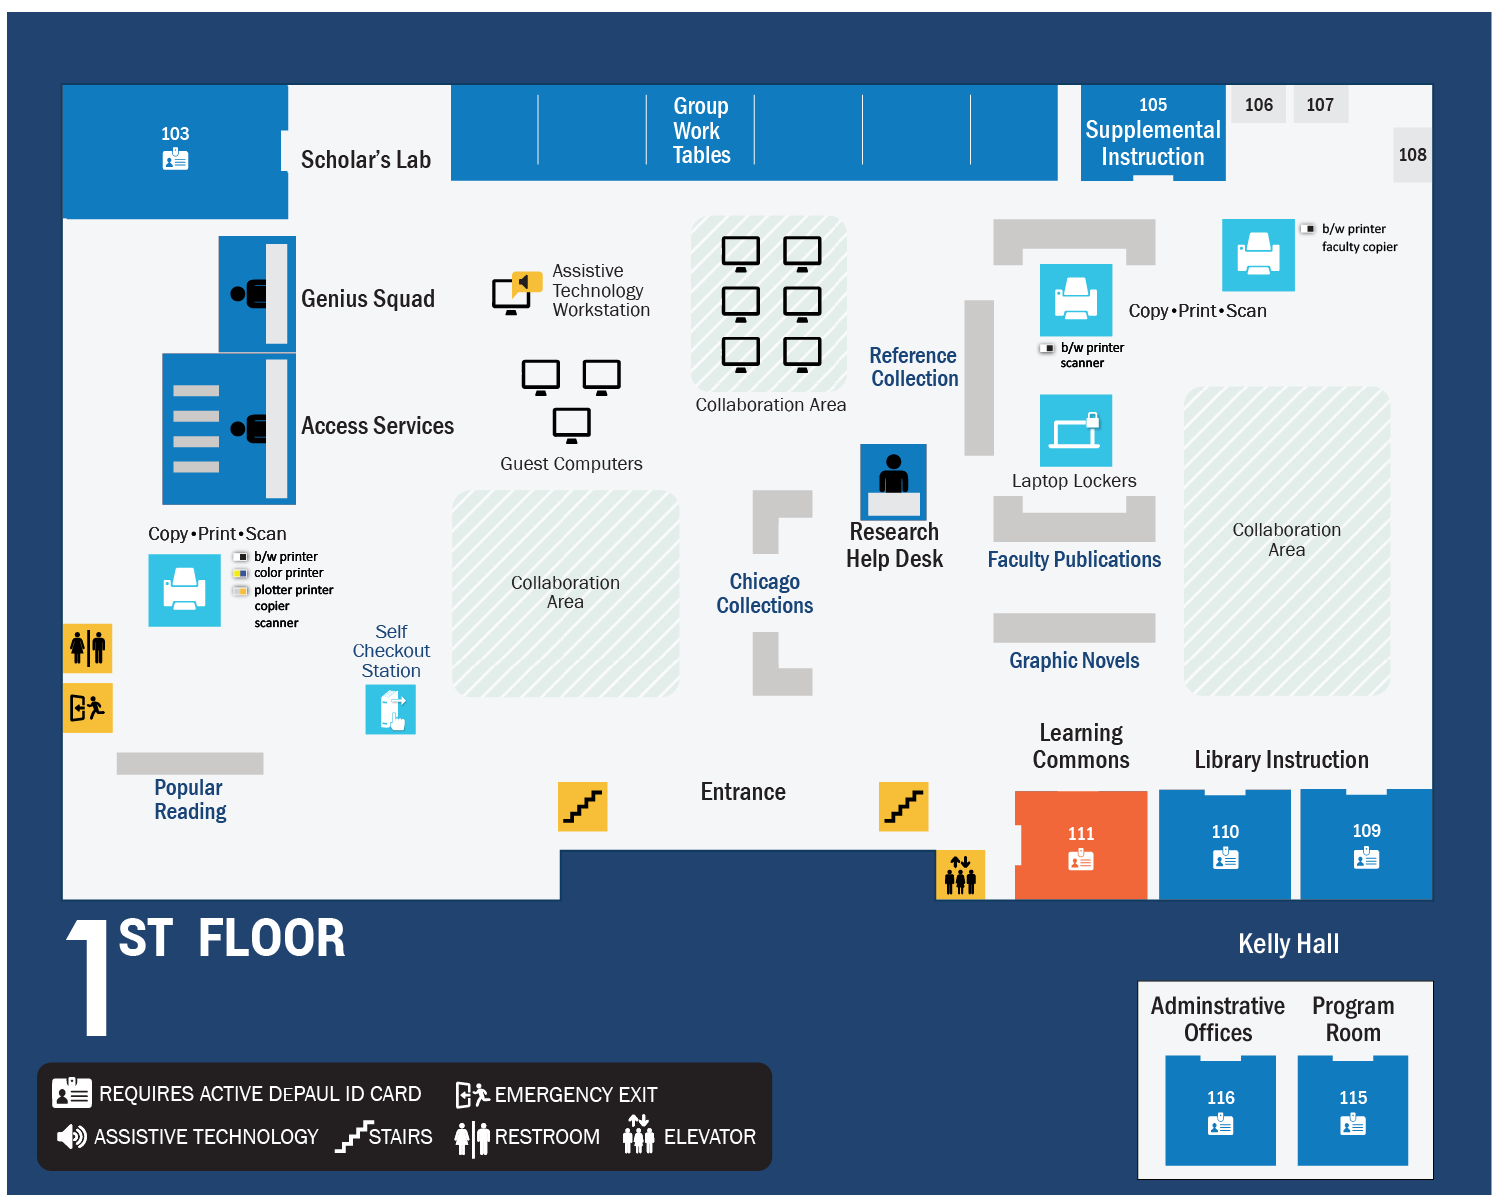 103
Scholar's Lab
Group
Work
Tables
105
Supplemental
Instruction
106
107
108
b/w printer
faculty copier
Genius Squad
Assistive
Technology
Workstation
Copy•Print•Scan
b/w printer
scanner
Reference
Collection
Collaboration Area
Access Services
Guest Computers
Laptop Lockers
Research
Help Desk
Faculty Publications
Collaboration
Area
Copy•Print•Scan
b/w printer
color printer
plotter printer
copier
scanner
Collaboration
Area
Chicago
Collections
Self
Checkout
Station
Graphic Novels
Popular
Reading
Entrance
Learning
Commons
Library Instruction
111
110
109
1ST FLOOR
Kelly Hall
Adminstrative
Offices
Program
Room
116
115
REQUIRES ACTIVE DEPAUL ID CARD
EMERGENCY EXIT
ASSISTIVE TECHNOLOGY
STAIRS
RESTROOM
ELEVATOR